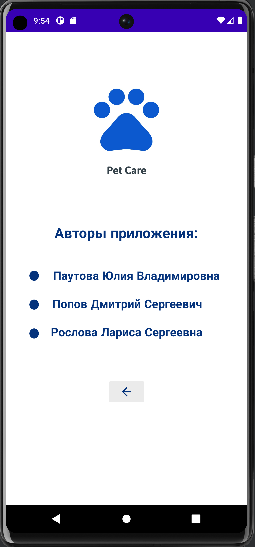 9:54
Pet Care
Авторы приложения:
Паутова Юлия Владимировна
Попов Дмитрий Сергеевич
Рослова Лариса Сергеевна